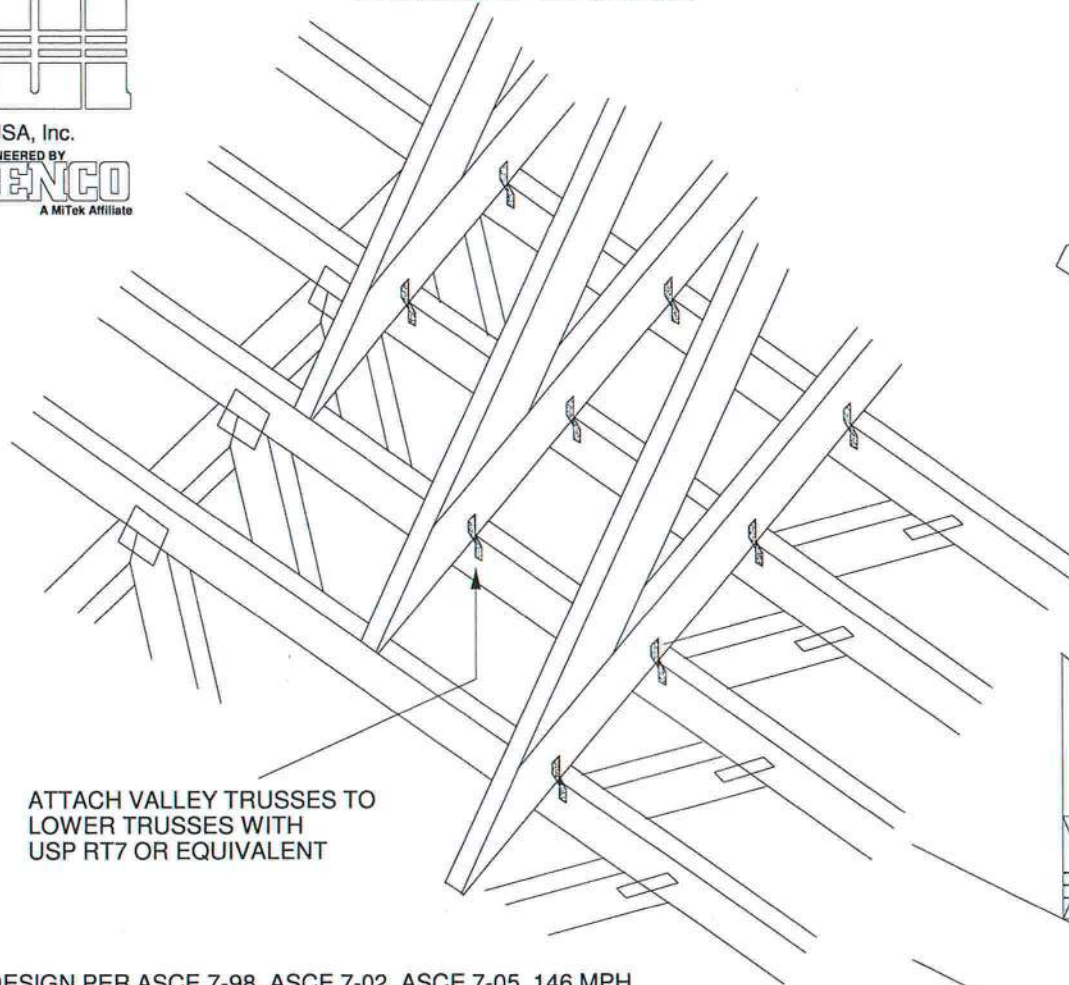 SA, Inc.
NEERED BY
ENCO
A MiTek Affiliate
ATTACH VALLEY TRUSSES TO
LOWER TRUSSES WITH
USP RT7 OR EQUIVALENT
DESIGN PER ASCE 7-98, ASCE 7-02, ASCE 7-05 146 MPH